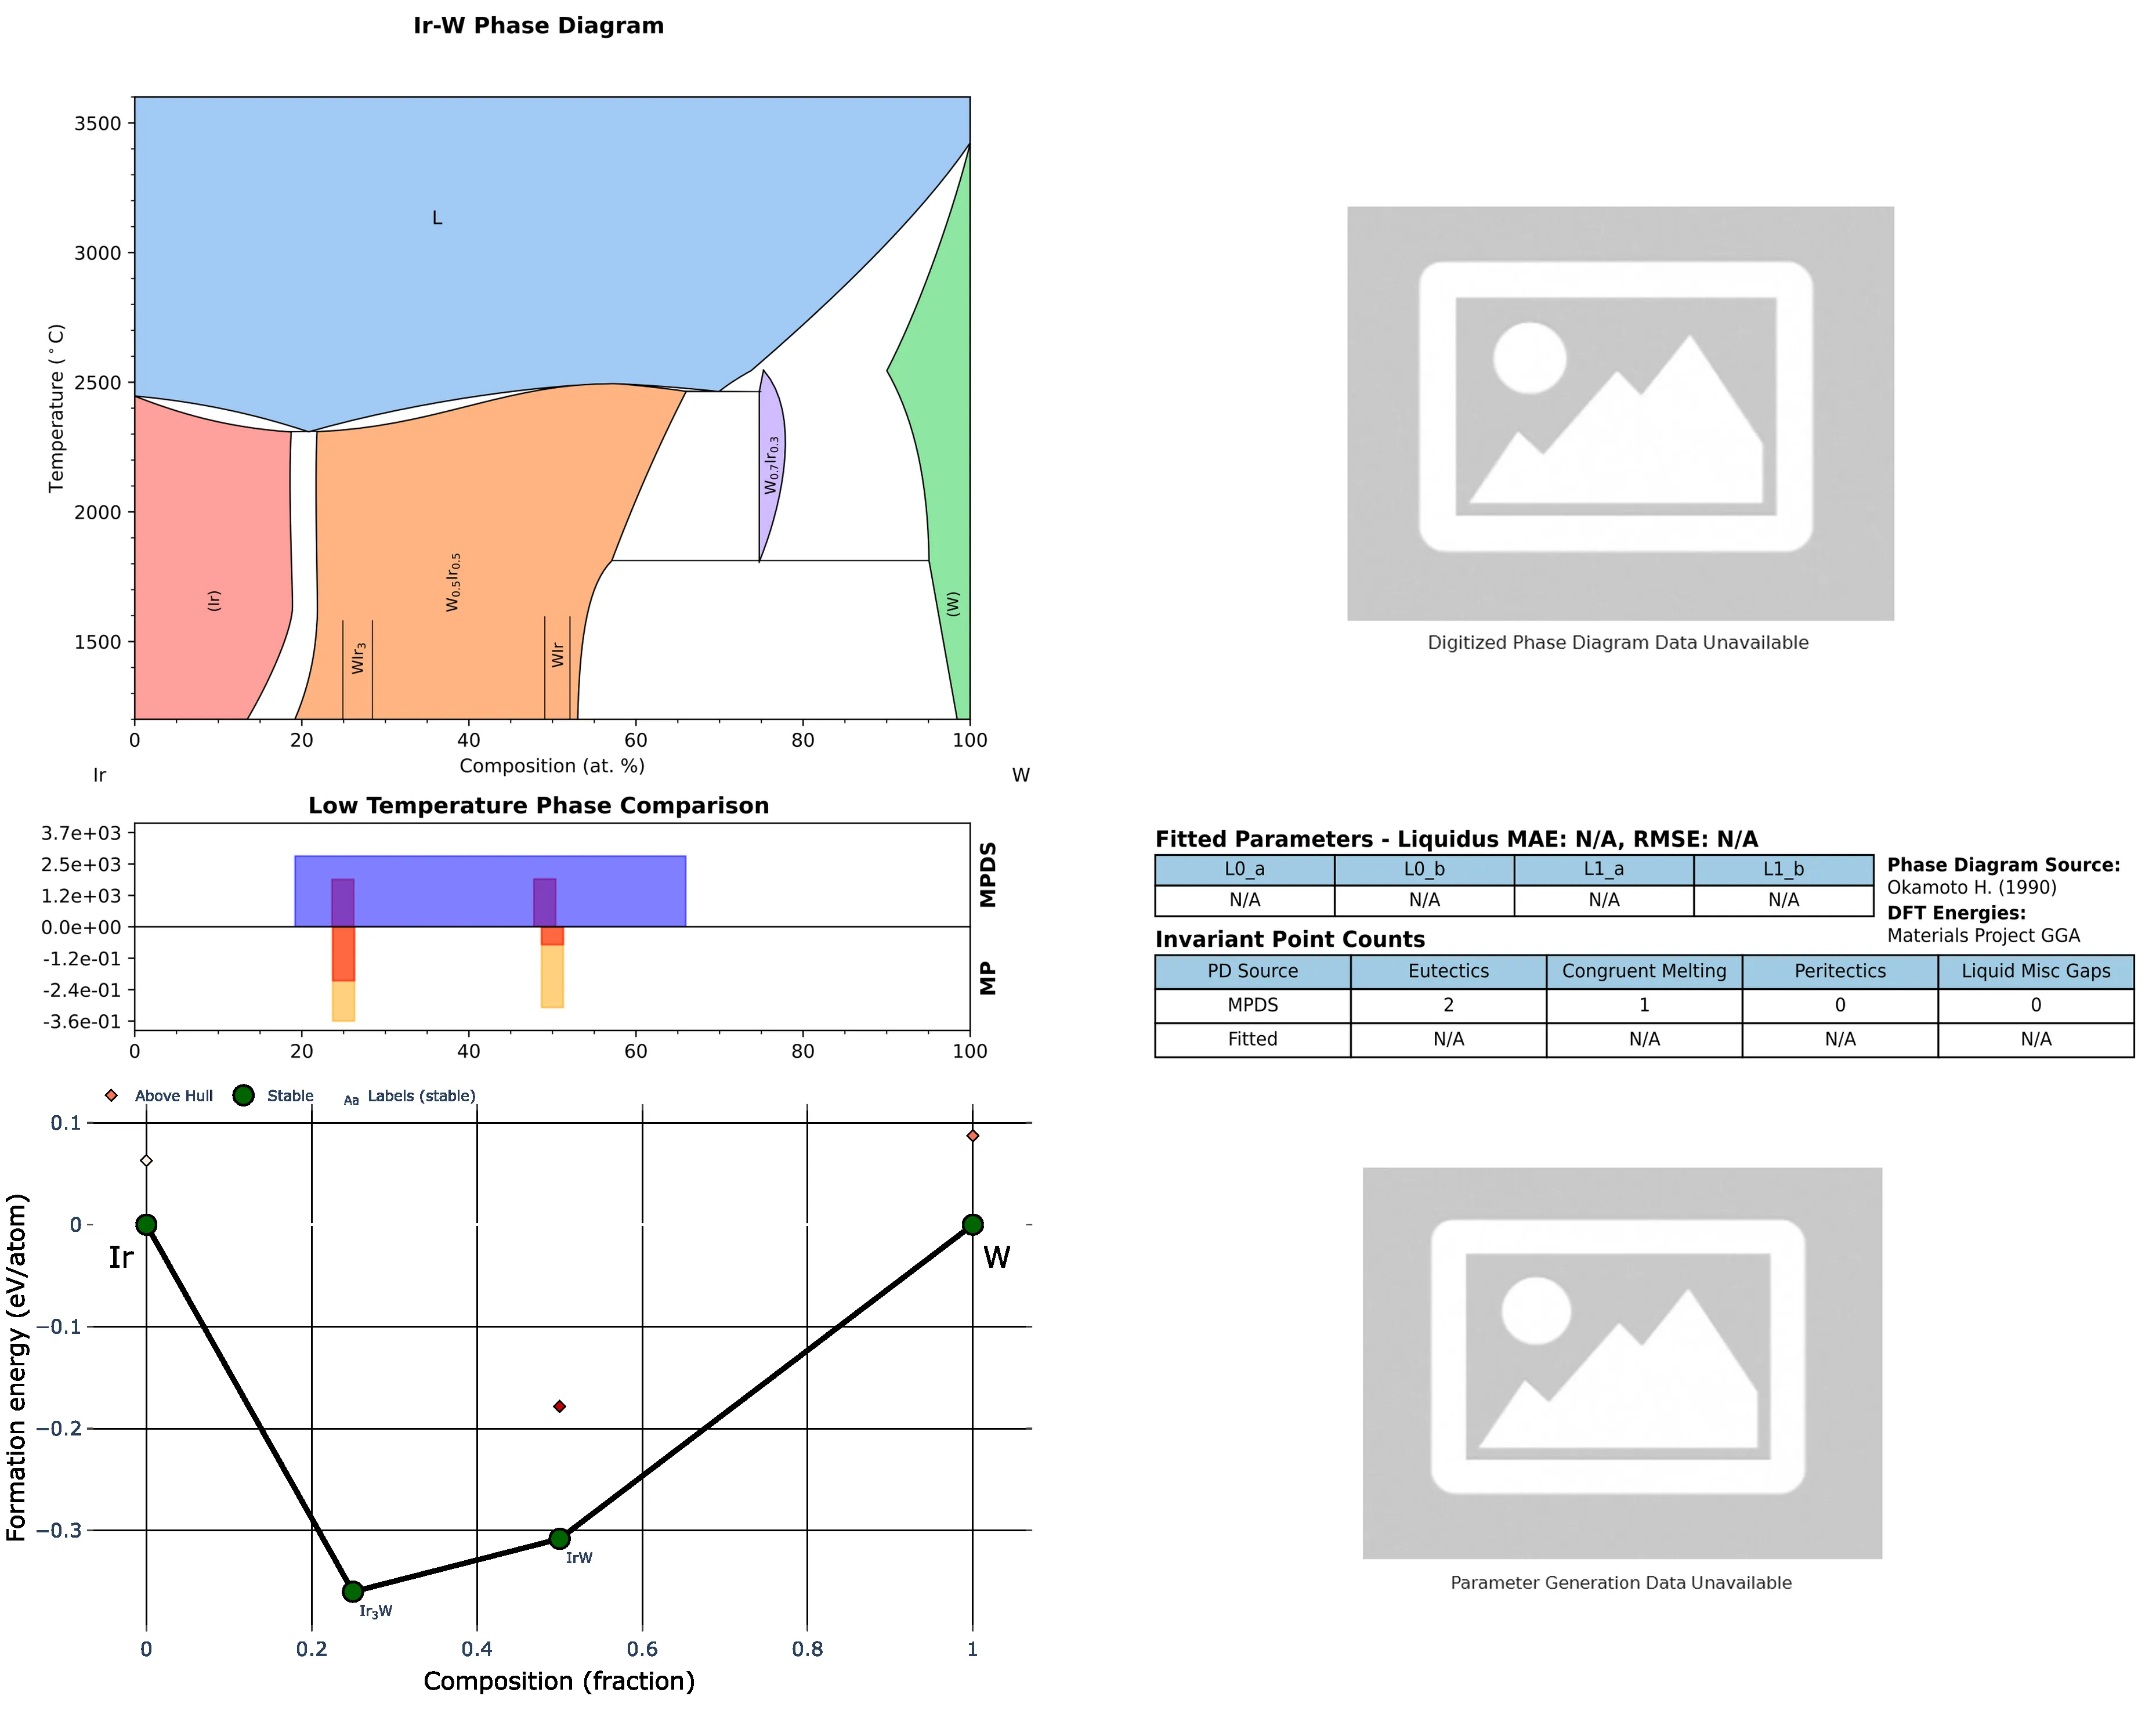 Ir-W Phase Diagram
3500
3000
2500
2000
1500
Temperature (°C)
L
(Ir)
W0.5Ir0.5
WIr3
WIr
W0.7Ir0.3
(W)
0 20 40 60 80 100
Composition (at. %)
Ir W
Digitized Phase Diagram Data Unavailable
Low Temperature Phase Comparison
3.7e+03
2.5e+03
1.2e+03
0.0e+00
-1.2e-01
-2.4e-01
-3.6e-01
MPDS
MP
0 20 40 60 80 100
Fitted Parameters - Liquidus MAE: N/A, RMSE: N/A
L0_a L0_b L1_a L1_b
N/A N/A N/A N/A
Phase Diagram Source:
Okamoto H. (1990)
DFT Energies:
Materials Project GGA
Invariant Point Counts
PD Source Eutectics Congruent Melting Peritectics Liquid Misc Gaps
MPDS 2 1 0 0
Fitted N/A N/A N/A N/A
Above Hull Stable Aa Labels (stable)
0.1
0
−0.1
−0.2
−0.3
Formation energy (eV/atom)
Ir
W
IrW
Ir3W
0 0.2 0.4 0.6 0.8 1
Composition (fraction)
Parameter Generation Data Unavailable